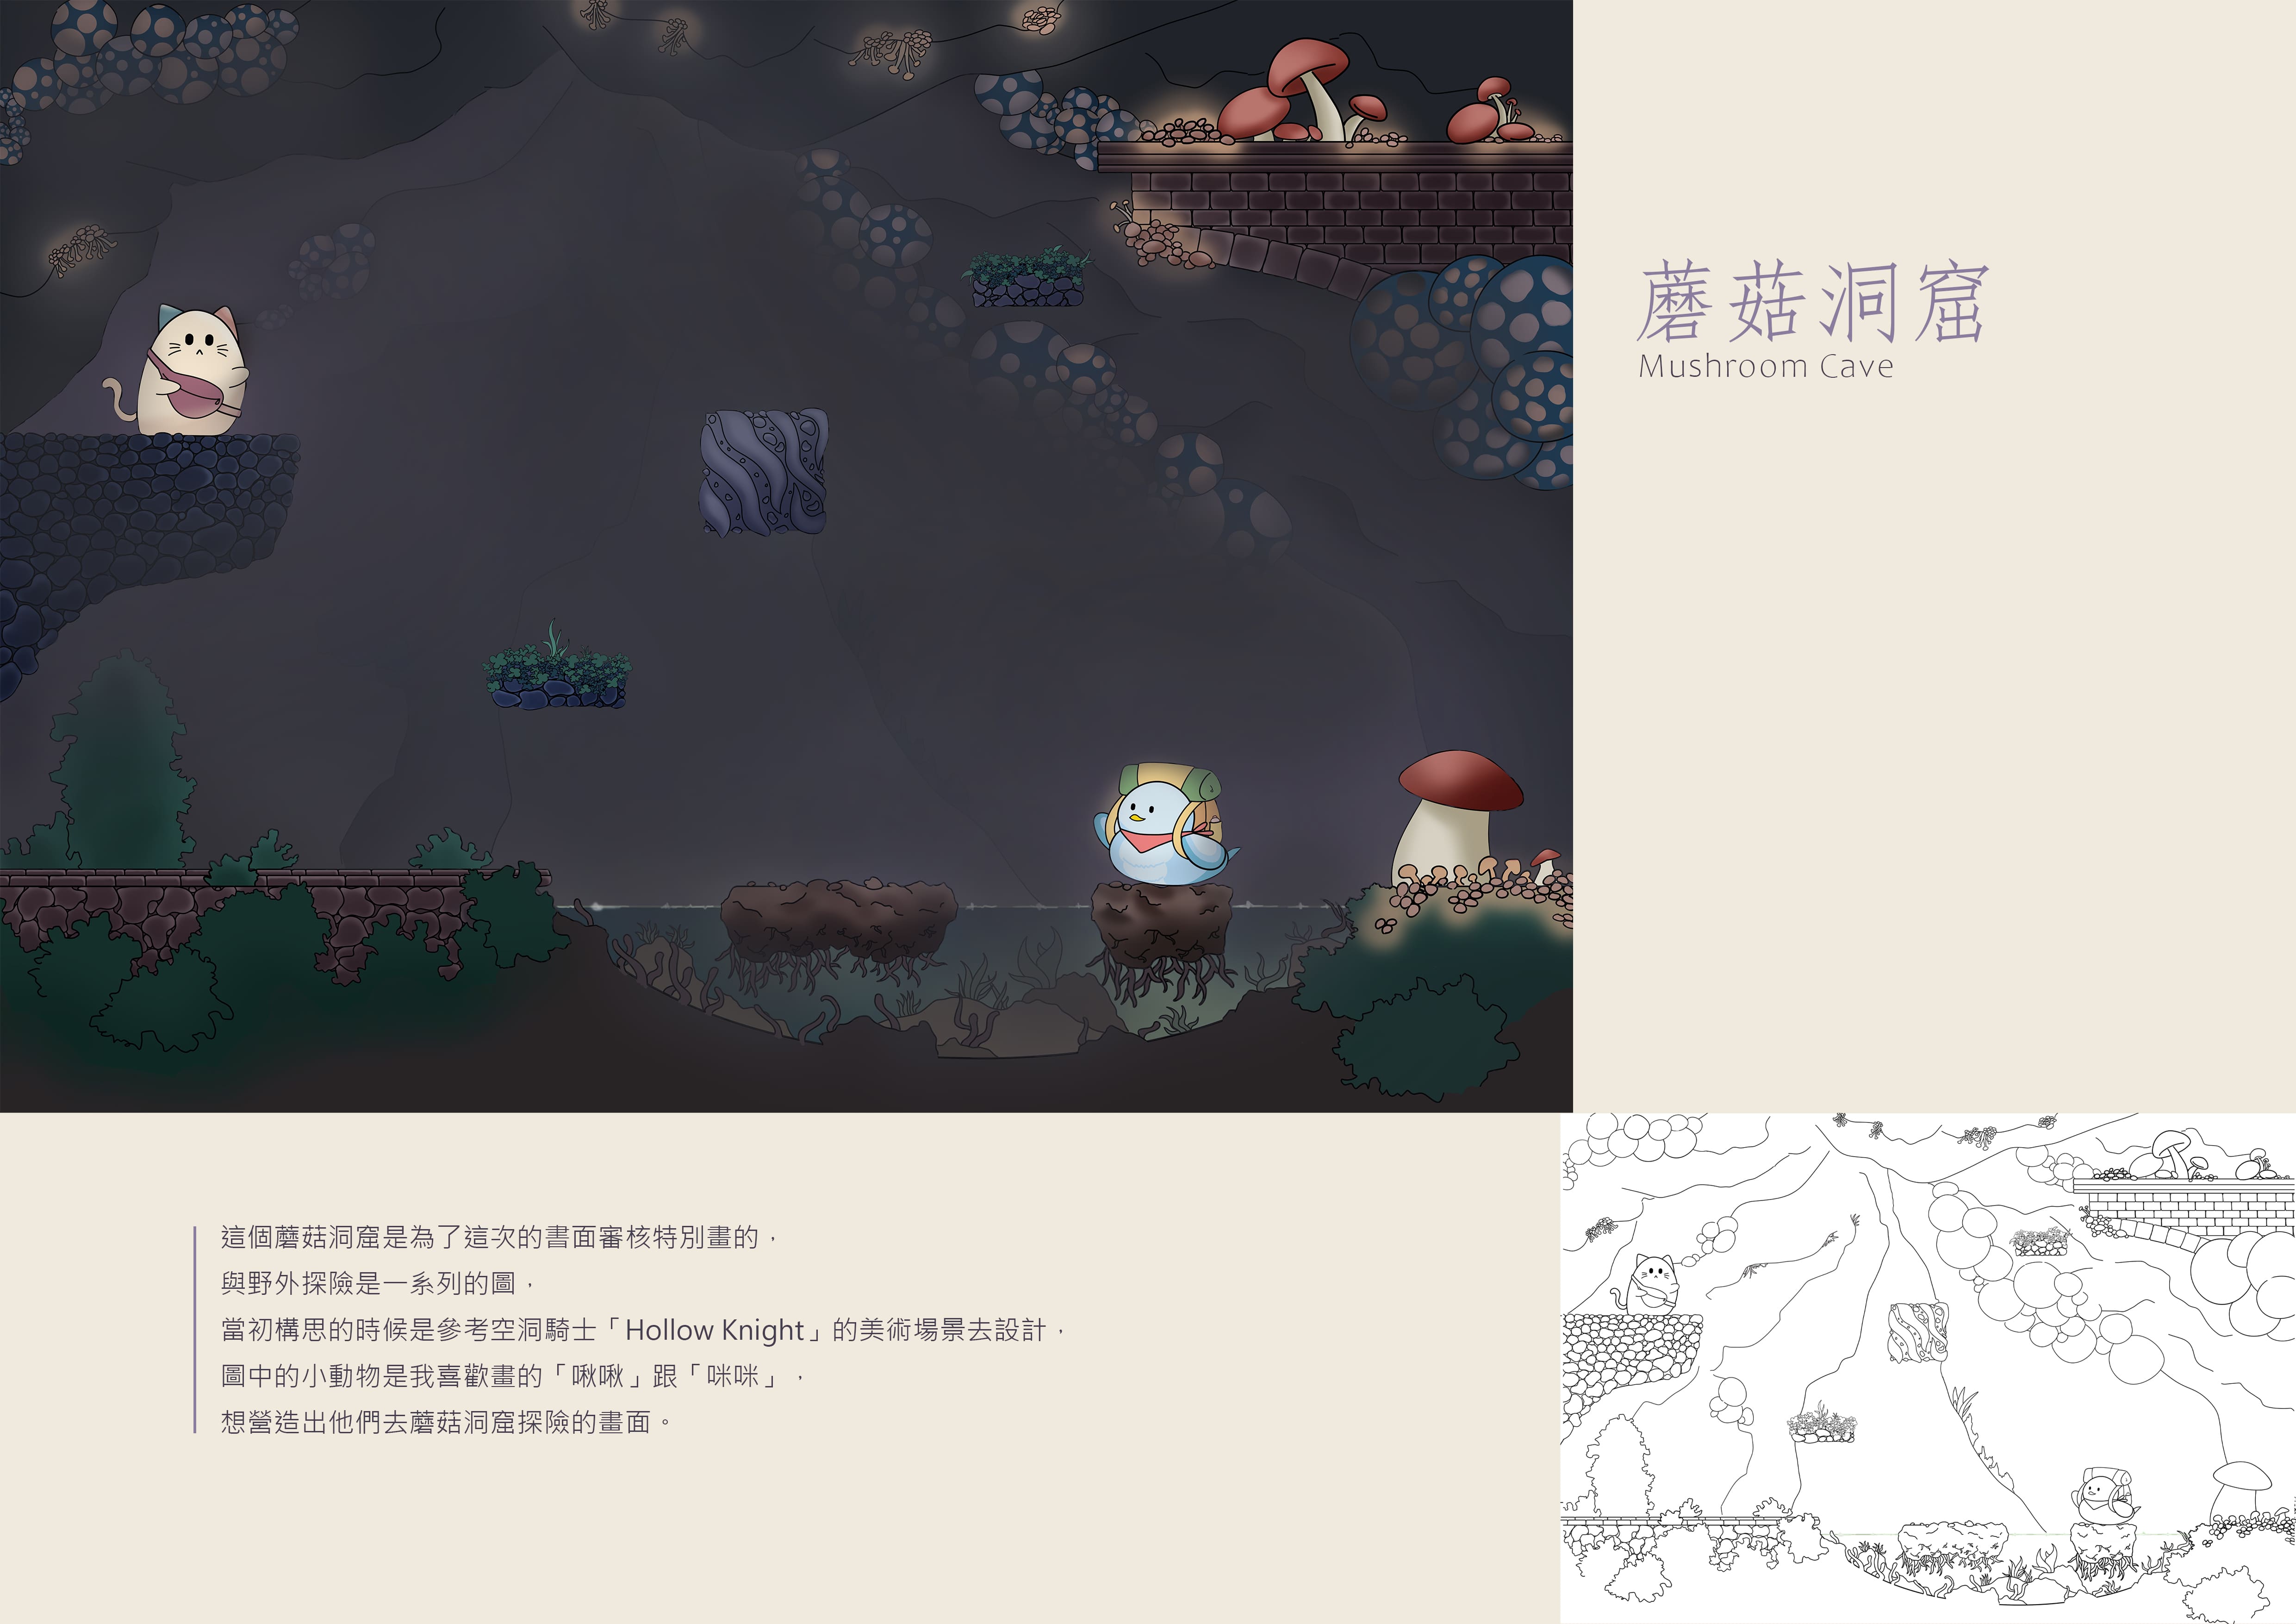 蘑菇洞窟
Mushroom Cave
這個蘑菇洞窟是為了這次的書面審核特別畫的，
與野外探險是一系列的圖，
當初構思的時候是參考空洞騎士「Hollow Knight」的美術場景去設計，
圖中的小動物是我喜歡畫的「啾啾」跟「咪咪」，
想營造出他們去蘑菇洞窟探險的畫面。